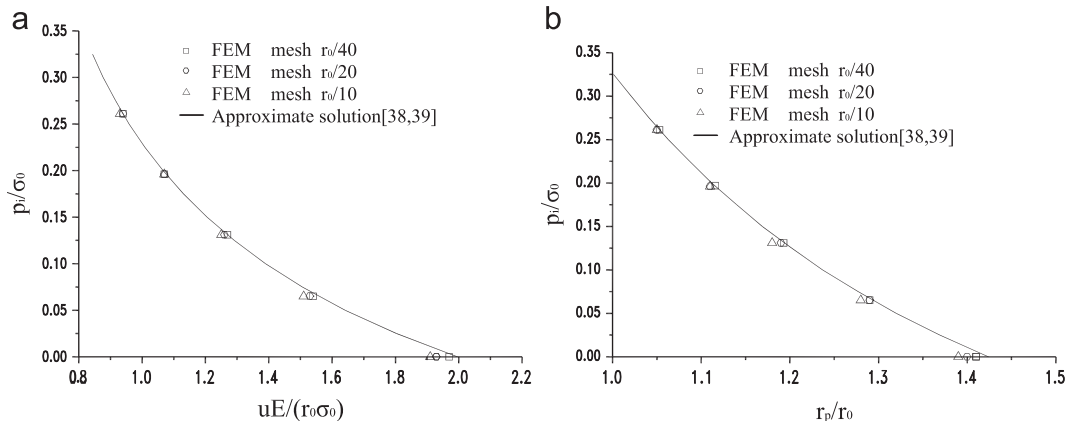 a
0.35
0.30
0.25
0.20
0.15
0.10
0.05
0.00
pi/σ0
FEM mesh r0/40
FEM mesh r0/20
FEM mesh r0/10
Approximate solution[38,39]
0.8 1.0 1.2 1.4 1.6 1.8 2.0 2.2
uE/(r0σ0)
b
0.35
0.30
0.25
0.20
0.15
0.10
0.05
0.00
pi/σ0
FEM mesh r0/40
FEM mesh r0/20
FEM mesh r0/10
Approximate solution[38,39]
1.0 1.1 1.2 1.3 1.4 1.5
rp/r0